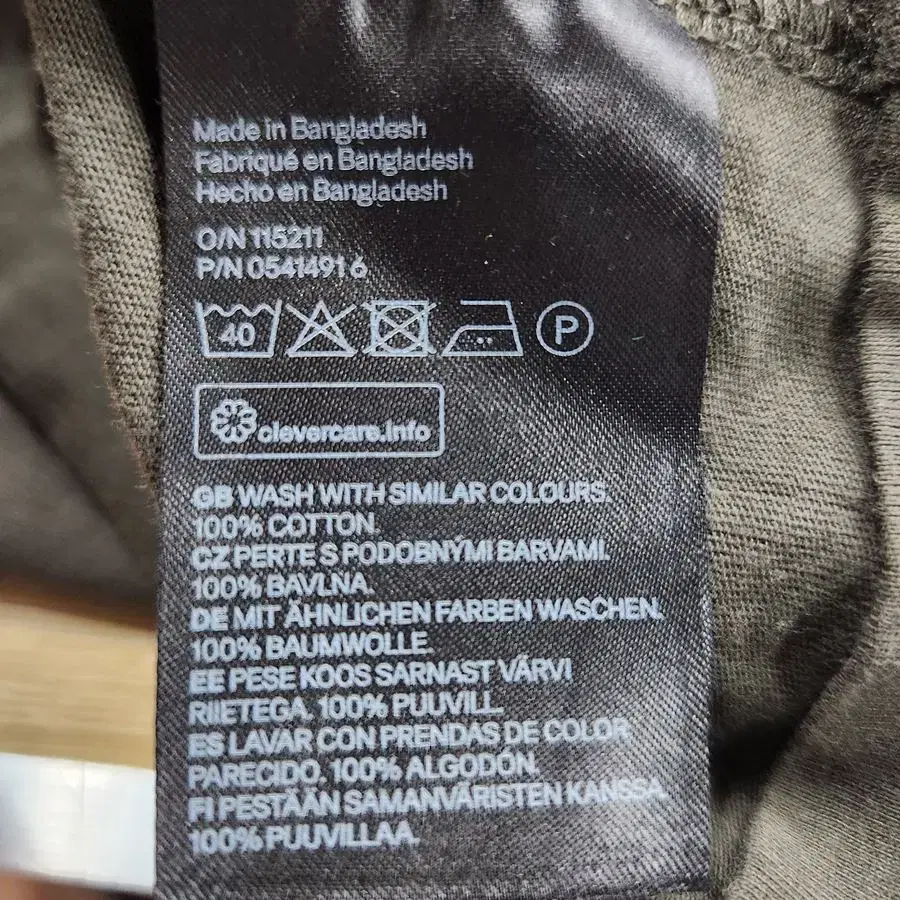 Made in Bangladesh
Fabriqué en Bangladesh
Hecho en Bangladesh
O/N 115211
P/N 05414916
40 P
clevercare.info
GB WASH WITH SIMILAR COLOURS.
100% COTTON.
CZ PERTE S PODOBNÝMI BARVAMI.
100% BAVLNA.
DE MIT ÄHNLICHEN FARBEN WASCHEN.
100% BAUMWOLLE.
EE PESE KOOS SARNAST VÄRVI
RIIETEGA. 100% PUUVILL.
ES LAVAR CON PRENDAS DE COLOR
PARECIDO. 100% ALGODÓN.
FI PESTÄÄN SAMANVÄRISTEN KANSSA.
100% PUUVILLAA.